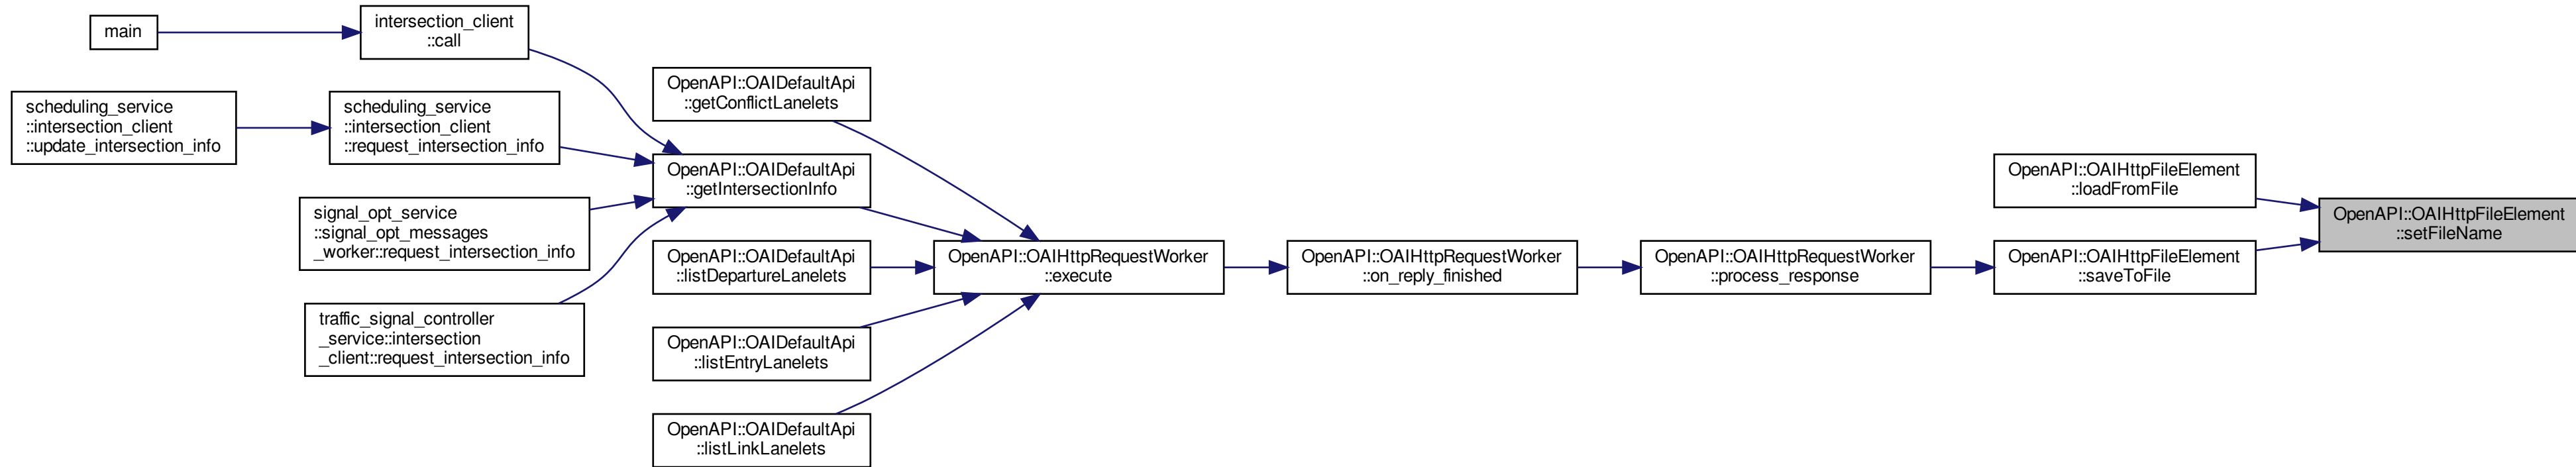 main
intersection_client
::call
scheduling_service
::intersection_client
::update_intersection_info
scheduling_service
::intersection_client
::request_intersection_info
signal_opt_service
::signal_opt_messages
_worker::request_intersection_info
traffic_signal_controller
_service::intersection
_client::request_intersection_info
OpenAPI::OAIDefaultApi
::getConflictLanelets
OpenAPI::OAIDefaultApi
::getIntersectionInfo
OpenAPI::OAIDefaultApi
::listDepartureLanelets
OpenAPI::OAIDefaultApi
::listEntryLanelets
OpenAPI::OAIDefaultApi
::listLinkLanelets
OpenAPI::OAIHttpRequestWorker
::execute
OpenAPI::OAIHttpRequestWorker
::on_reply_finished
OpenAPI::OAIHttpRequestWorker
::process_response
OpenAPI::OAIHttpFileElement
::loadFromFile
OpenAPI::OAIHttpFileElement
::saveToFile
OpenAPI::OAIHttpFileElement
::setFileName